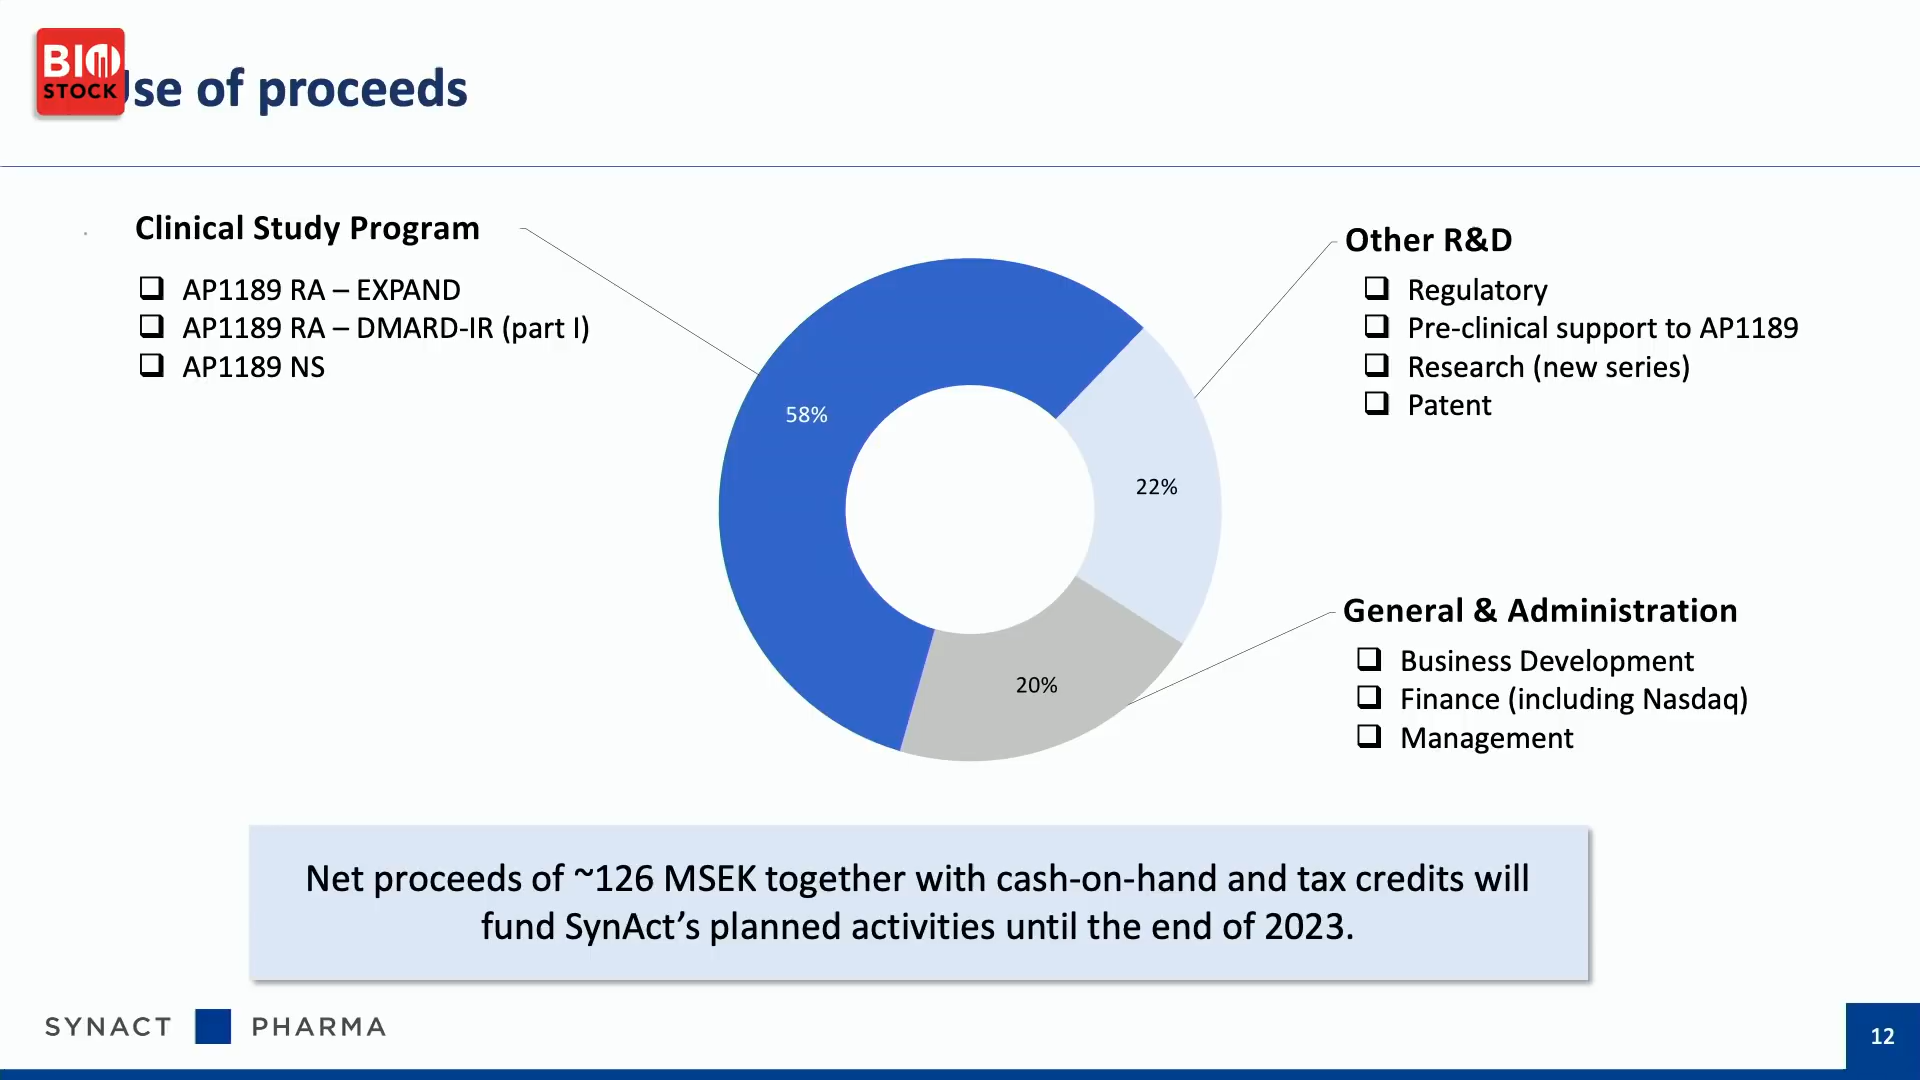 BIO
STOCK
Use of proceeds
Clinical Study Program
AP1189 RA – EXPAND
AP1189 RA – DMARD-IR (part I)
AP1189 NS
Other R&D
Regulatory
Pre-clinical support to AP1189
Research (new series)
Patent
58%
22%
20%
General & Administration
Business Development
Finance (including Nasdaq)
Management
Net proceeds of ~126 MSEK together with cash-on-hand and tax credits will
fund SynAct’s planned activities until the end of 2023.
SYNACT PHARMA
12